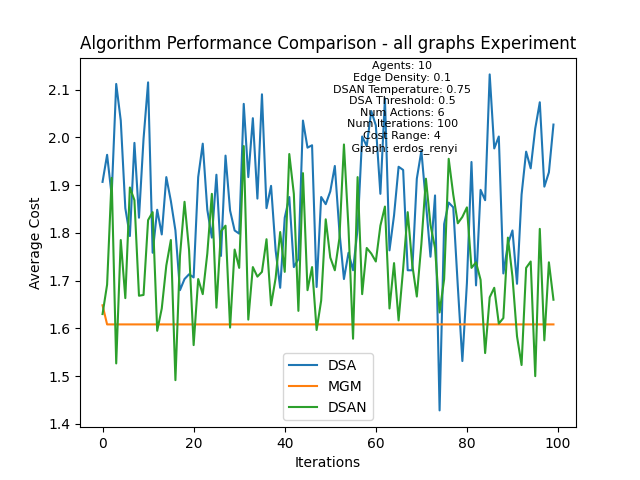 Algorithm Performance Comparison - all graphs Experiment
Agents: 10
Edge Density: 0.1
DSAN Temperature: 0.75
DSA Threshold: 0.5
Num Actions: 6
Num Iterations: 100
Cost Range: 4
Graph: erdos_renyi
2.1
2.0
1.9
1.8
1.7
1.6
1.5
1.4
Average Cost
DSA
MGM
DSAN
0 20 40 60 80 100
Iterations